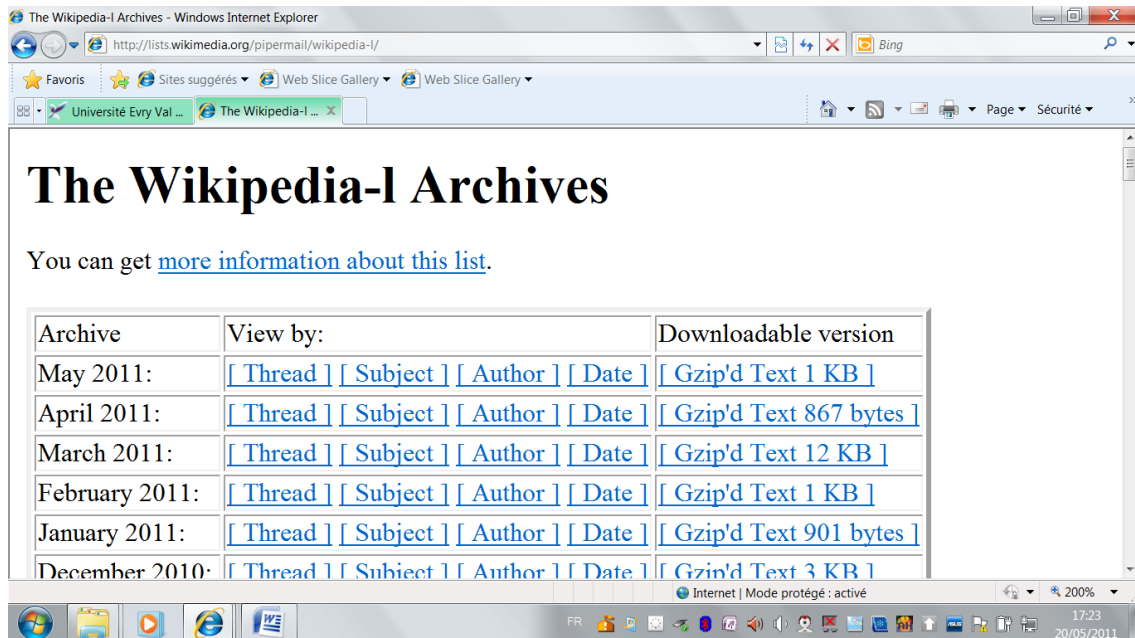 The Wikipedia-l Archives - Windows Internet Explorer
http://lists.wikimedia.org/pipermail/wikipedia-l/
Bing
Favoris Sites suggérés Web Slice Gallery Web Slice Gallery
Université Evry Val ... The Wikipedia-l ... X Page Sécurité »
The Wikipedia-l Archives
You can get more information about this list.
Archive View by: Downloadable version
May 2011: [ Thread ] [ Subject ] [ Author ] [ Date ] [ Gzip'd Text 1 KB ]
April 2011: [ Thread ] [ Subject ] [ Author ] [ Date ] [ Gzip'd Text 867 bytes ]
March 2011: [ Thread ] [ Subject ] [ Author ] [ Date ] [ Gzip'd Text 12 KB ]
February 2011: [ Thread ] [ Subject ] [ Author ] [ Date ] [ Gzip'd Text 1 KB ]
January 2011: [ Thread ] [ Subject ] [ Author ] [ Date ] [ Gzip'd Text 901 bytes ]
December 2010: [ Thread ] [ Subject ] [ Author ] [ Date ] [ Gzip'd Text 3 KB ]
Internet | Mode protégé : activé 200%
FR 17:23
20/05/2011